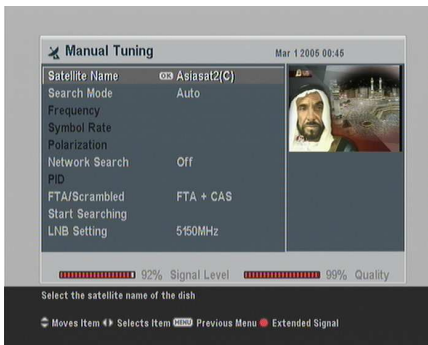 Manual Tuning
Mar 1 2005 00:45
Satellite Name OK Asiasat2(C)
Search Mode Auto
Frequency
Symbol Rate
Polarization
Network Search Off
PID
FTA/Scrambled FTA + CAS
Start Searching
LNB Setting 5150MHz
92% Signal Level 99% Quality
Select the satellite name of the dish
Moves Item Selects Item MENU Previous Menu Extended Signal